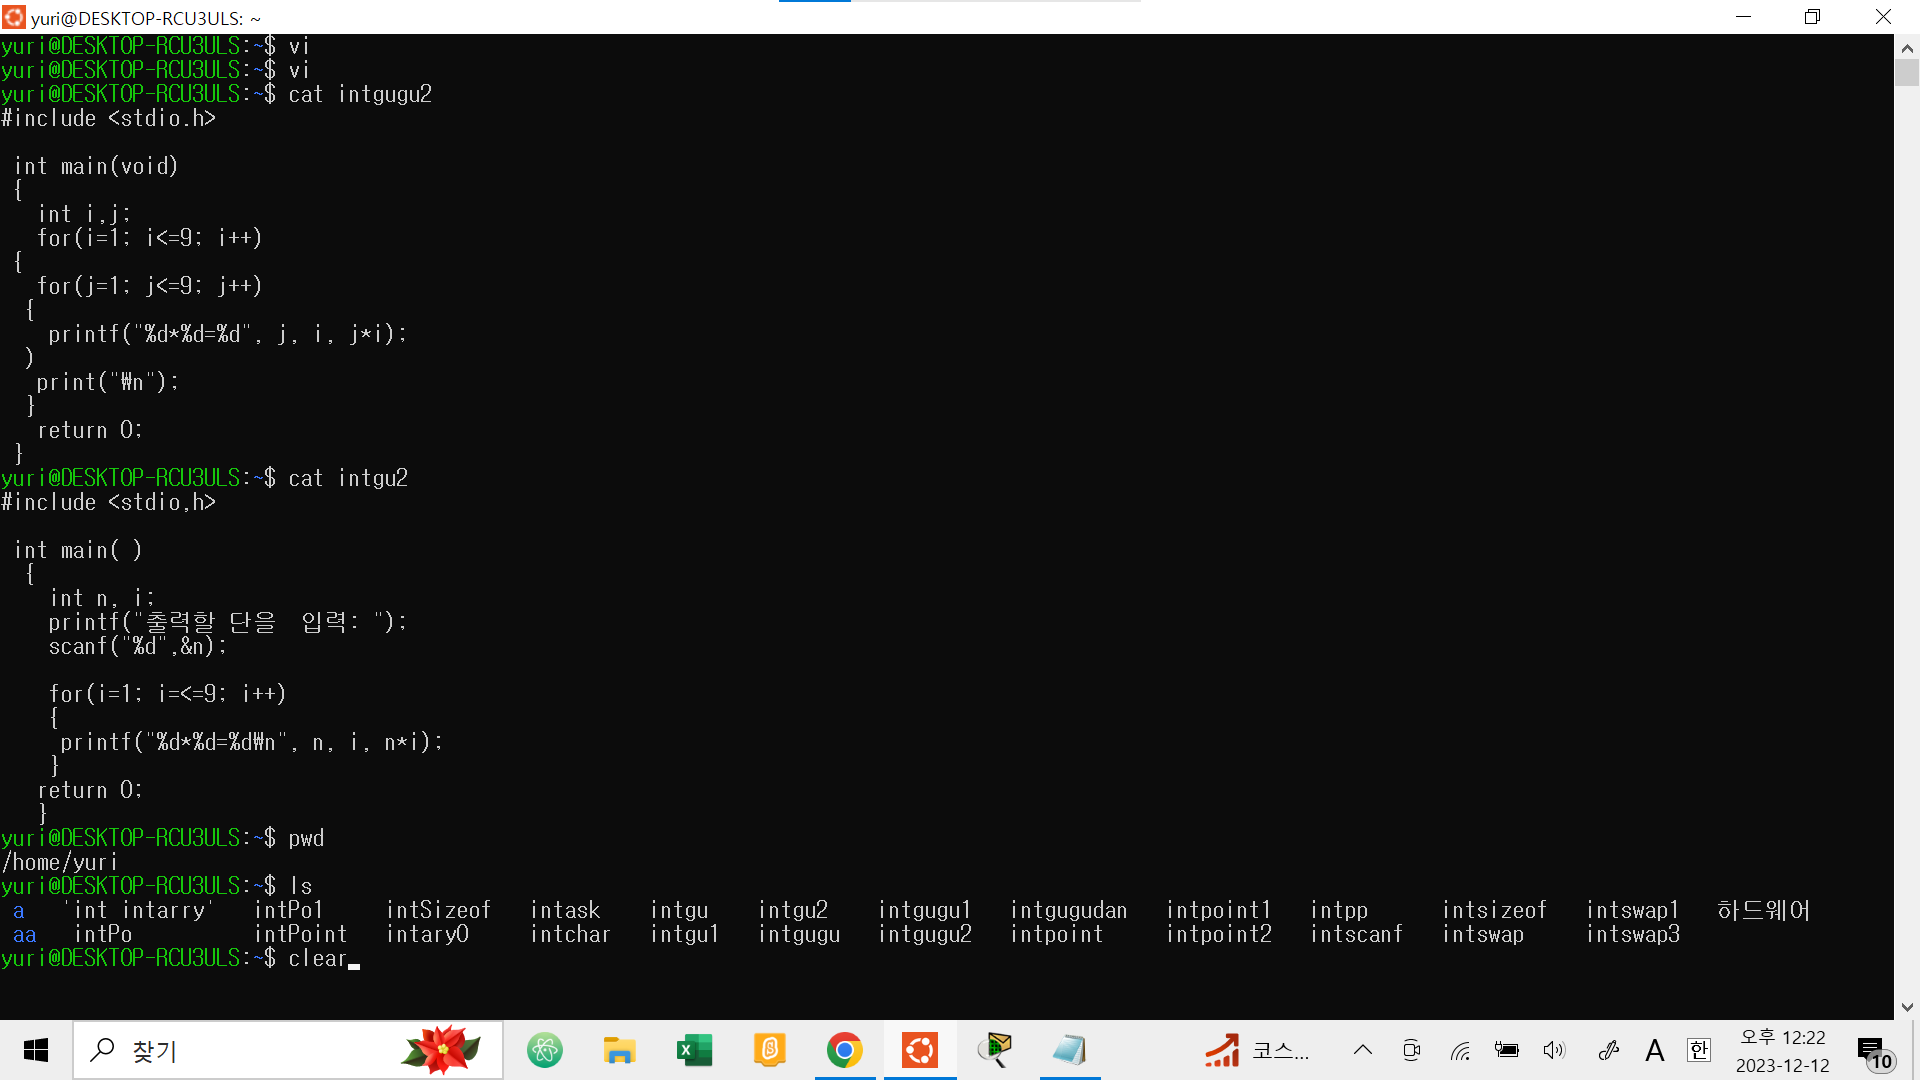 yuri@DESKTOP-RCU3ULS: ~
yuri@DESKTOP-RCU3ULS:~$ vi
yuri@DESKTOP-RCU3ULS:~$ vi
yuri@DESKTOP-RCU3ULS:~$ cat intgugu2
#include <stdio.h>
int main(void)
{
int i,j;
for(i=1; i<=9; i++)
{
for(j=1; j<=9; j++)
{
printf("%d*%d=%d", j, i, j*i);
)
print("₩n");
}
return 0;
}
yuri@DESKTOP-RCU3ULS:~$ cat intgu2
#include <stdio,h>
int main( )
{
int n, i;
printf("출력할 단을  입력: ");
scanf("%d",&n);
for(i=1; i=<=9; i++)
{
printf("%d*%d=%d₩n", n, i, n*i);
}
return 0;
}
yuri@DESKTOP-RCU3ULS:~$ pwd
/home/yuri
yuri@DESKTOP-RCU3ULS:~$ ls
a 'int intarry' intPo1 intSizeof intask intgu intgu2 intgugu1 intgugudan intpoint1 intpp intsizeof intswap1 하드웨어
aa intPo intPoint intary0 intchar intgu1 intgugu intgugu2 intpoint intpoint2 intscanf intswap intswap3
yuri@DESKTOP-RCU3ULS:~$ clear
찾기
코스...
A
한
오후 12:22
2023-12-12
10